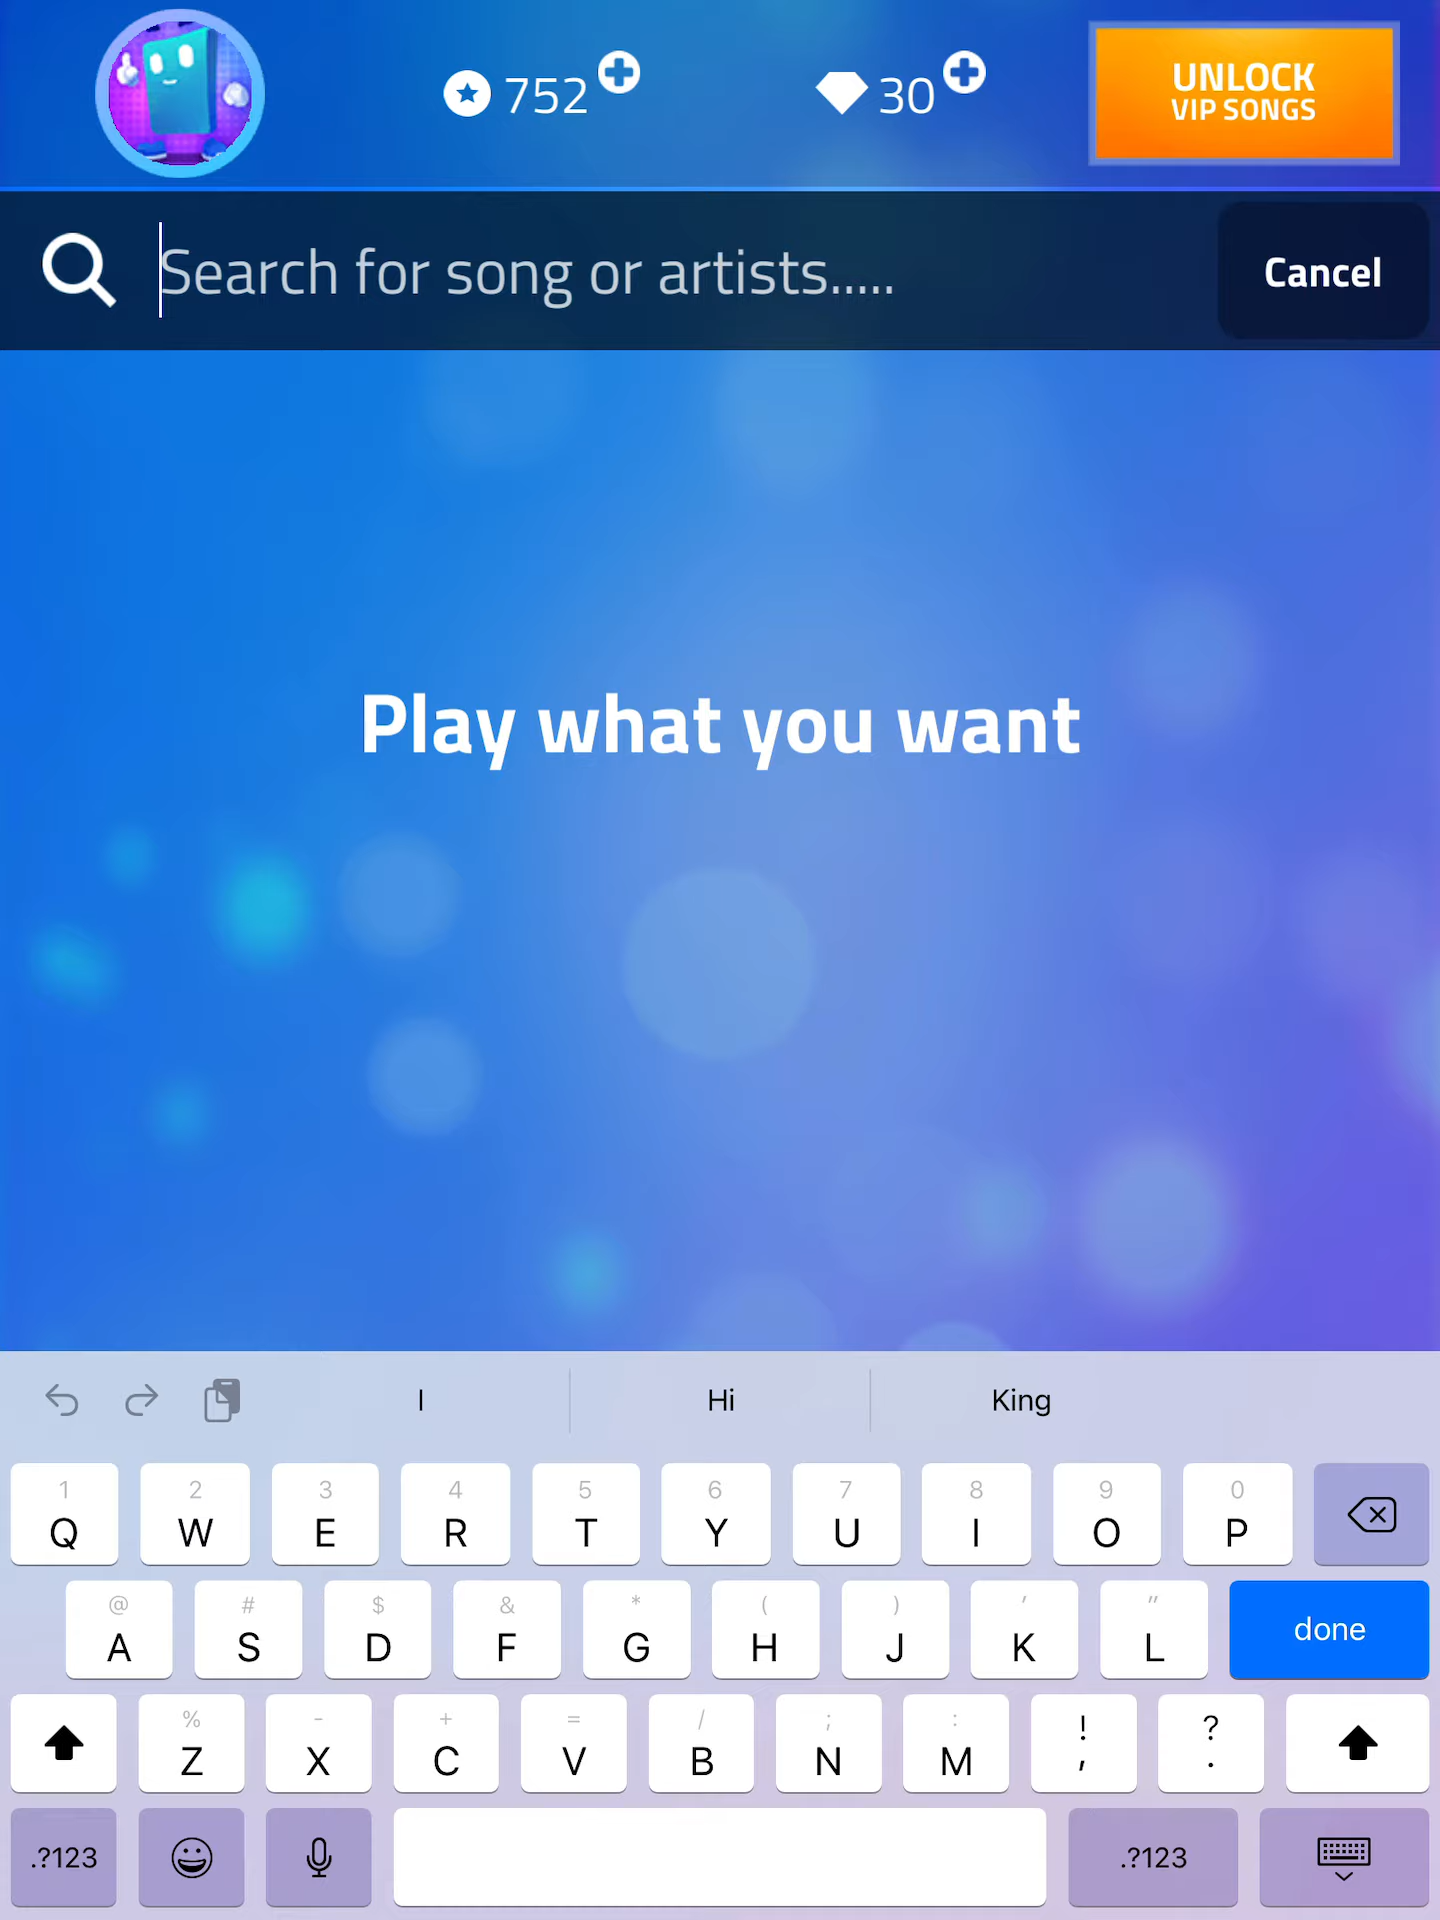 752
30
UNLOCK
VIP SONGS
Search for song or artists.....
Cancel
Play what you want
I Hi King
1 2 3 4 5 6 7 8 9 0
Q W E R T Y U I O P
@ # $ & * ( ) ' "
A S D F G H J K L done
% - + = / ; : ! ?
Z X C V B N M , .
.?123 .?123